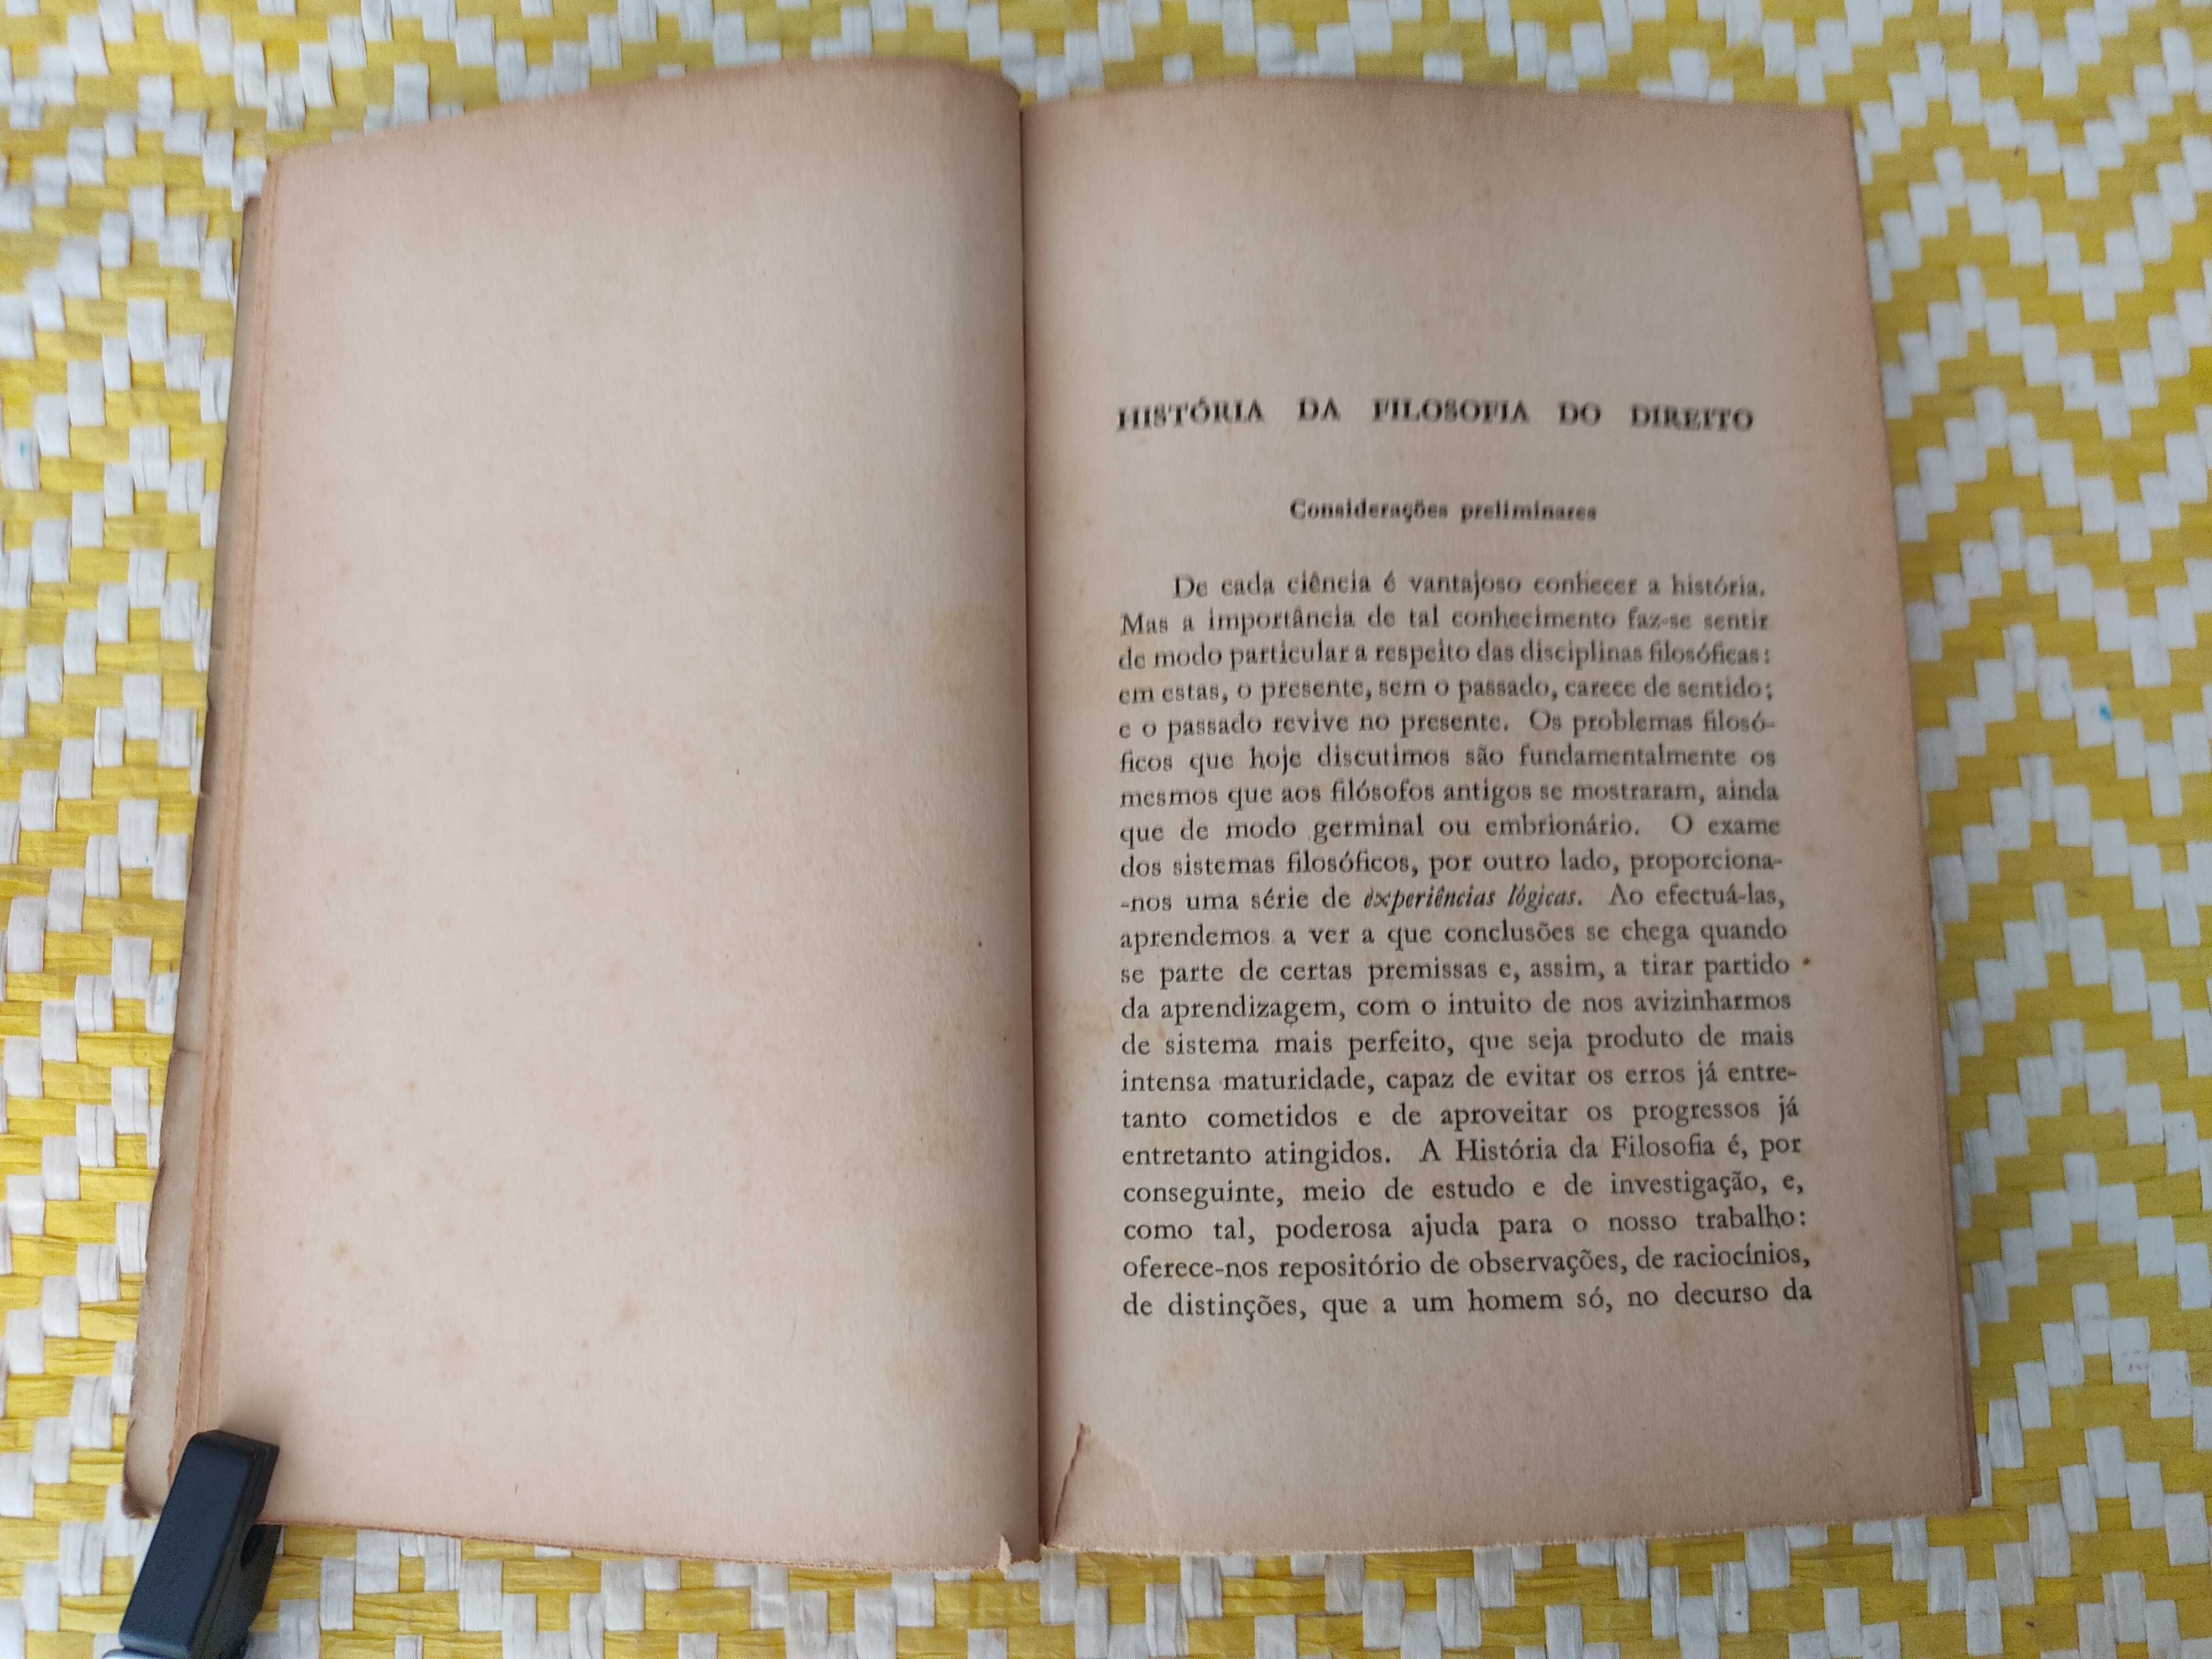 HISTÓRIA DA FILOSOFIA DO DIREITO
Considerações preliminares
De cada ciência é vantajoso conhecer a história.
Mas a importância de tal conhecimento faz-se sentir
de modo particular a respeito das disciplinas filosóficas:
em estas, o presente, sem o passado, carece de sentido;
e o passado revive no presente. Os problemas filosó-
ficos que hoje discutimos são fundamentalmente os
mesmos que aos filósofos antigos se mostraram, ainda
que de modo germinal ou embrionário. O exame
dos sistemas filosóficos, por outro lado, proporciona-
-nos uma série de experiências lógicas. Ao efectuá-las,
aprendemos a ver a que conclusões se chega quando
se parte de certas premissas e, assim, a tirar partido
da aprendizagem, com o intuito de nos avizinharmos
de sistema mais perfeito, que seja produto de mais
intensa maturidade, capaz de evitar os erros já entre-
tanto cometidos e de aproveitar os progressos já
entretanto atingidos. A História da Filosofia é, por
conseguinte, meio de estudo e de investigação, e,
como tal, poderosa ajuda para o nosso trabalho:
oferece-nos repositório de observações, de raciocínios,
de distinções, que a um homem só, no decurso da